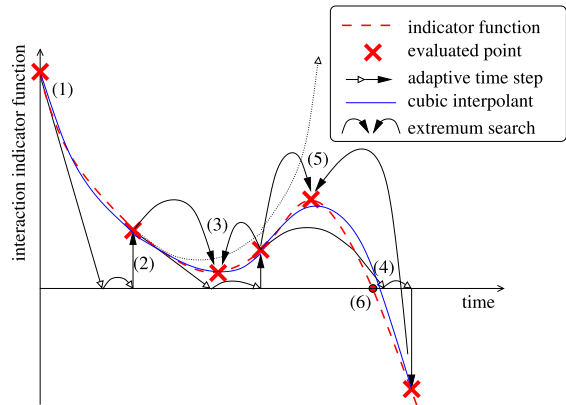 indicator function
evaluated point
adaptive time step
cubic interpolant
extremum search
interaction indicator function
(1)
(2)
(3)
(5)
(4)
(6)
time